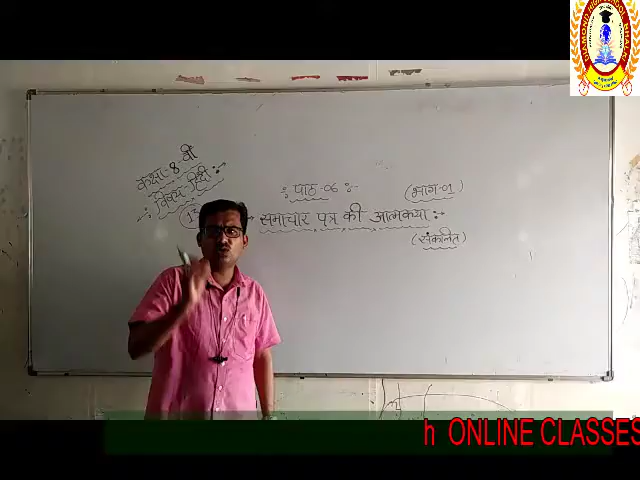 कक्षा-8 वी
विषय-हिंदी :-
:- पाठ-06 :-
(भाग-01)
समाचार पत्र की आत्मकथा :-
(संकलित)
h ONLINE CLASSES